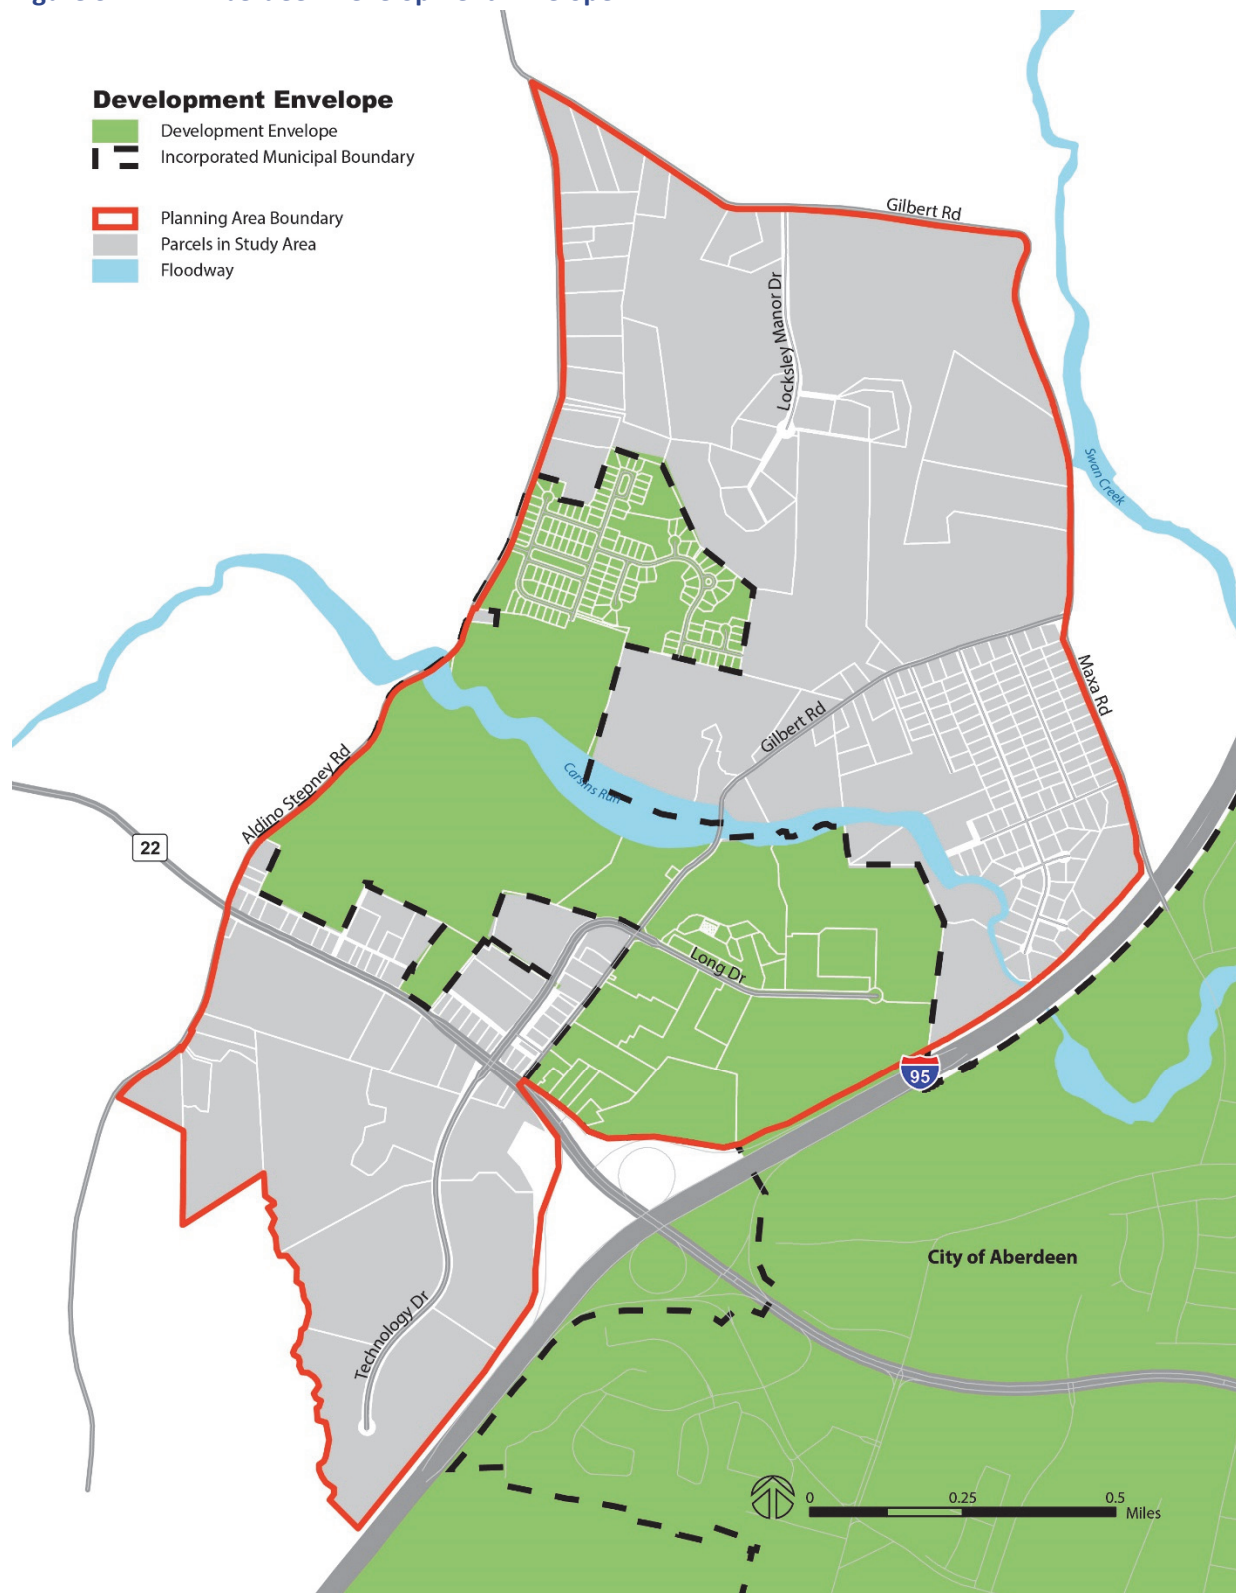 Development Envelope
Development Envelope
Incorporated Municipal Boundary
Planning Area Boundary
Parcels in Study Area
Floodway
Gilbert Rd
Locksley Manor Dr
Swan Creek
Maxa Rd
Gilbert Rd
Carsins Run
Aldino Stepney Rd
22
Long Dr
95
City of Aberdeen
Technology Dr
0 0.25 0.5
Miles